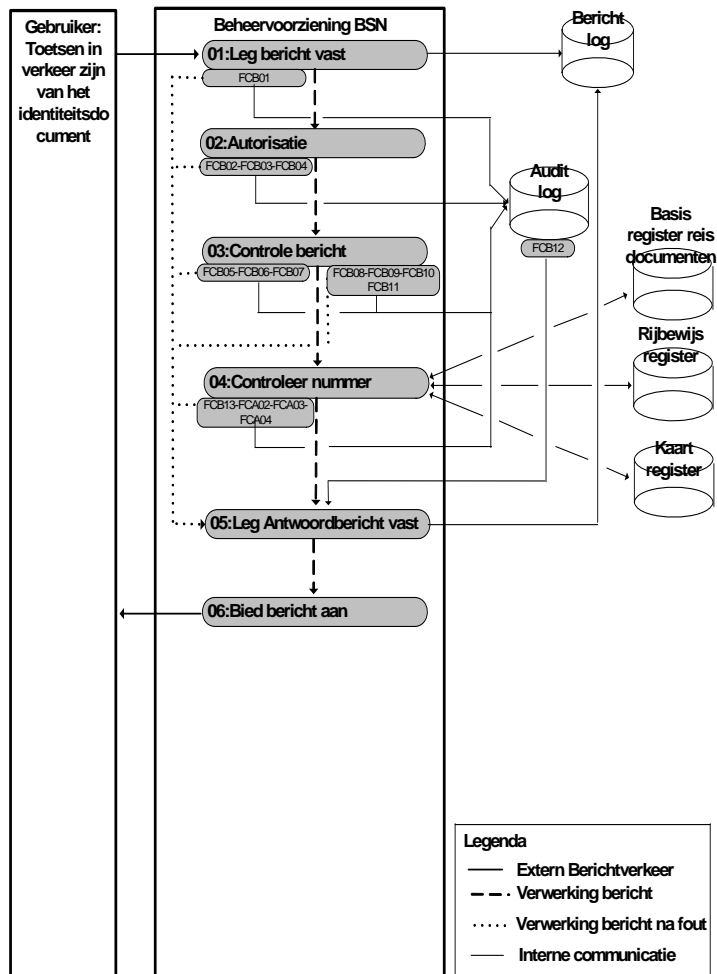 Gebruiker:
Toetsen in
verkeer zijn
van het
identiteitsdo
cument
Beheervoorziening BSN
01:Leg bericht vast
FCB01
02:Autorisatie
FCB02-FCB03-FCB04
03:Controle bericht
FCB05-FCB06-FCB07
FCB08-FCB09-FCB10
FCB11
04:Controleer nummer
FCB13-FCA02-FCA03-
FCA04
05:Leg Antwoordbericht vast
06:Bied bericht aan
Bericht
log
Audit
log
FCB12
Basis
register reis
documenten
Rijbewijs
register
Kaart
register
Legenda
Extern Berichtverkeer
Verwerking bericht
Verwerking bericht na fout
Interne communicatie